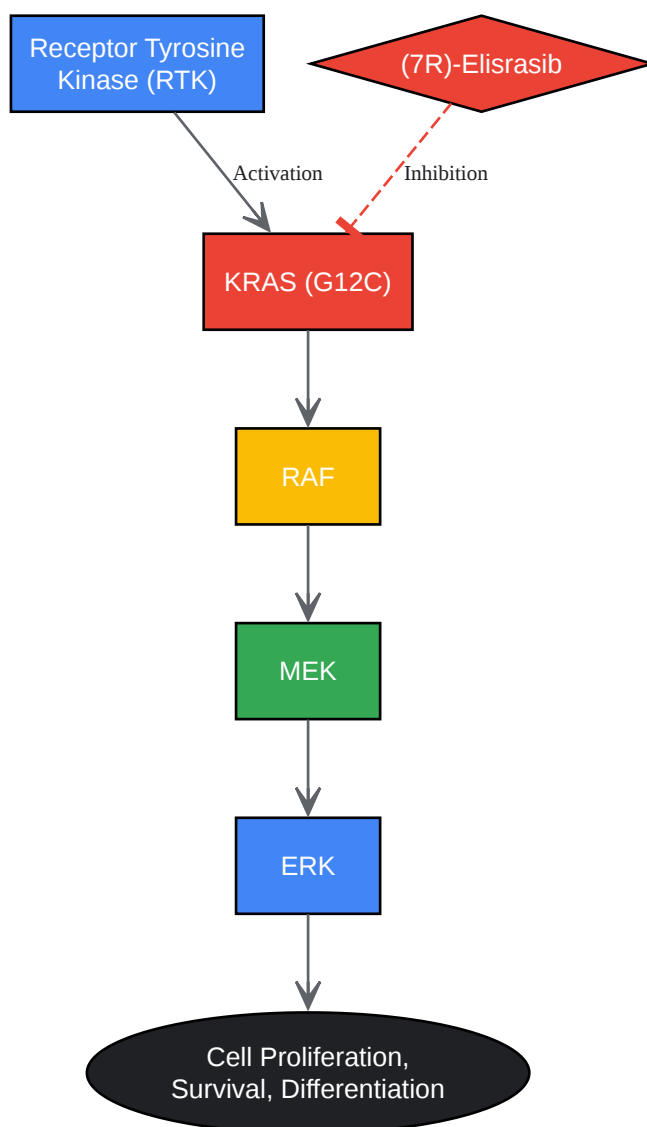 Receptor Tyrosine
Kinase (RTK)
(7R)-Elisrasib
Activation
Inhibition
KRAS (G12C)
RAF
MEK
ERK
Cell Proliferation,
Survival, Differentiation